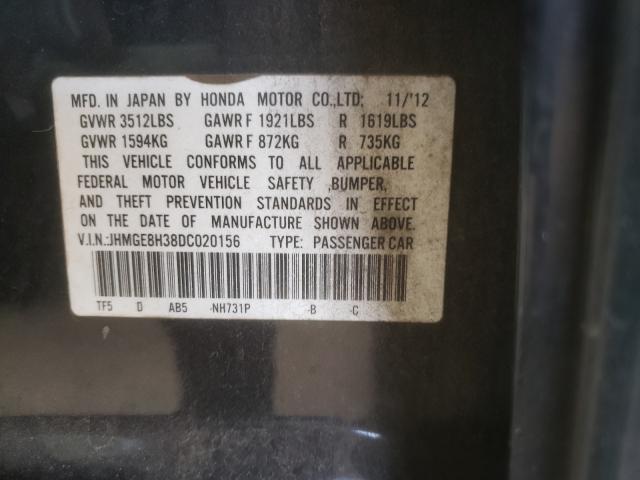 MFD. IN JAPAN BY HONDA MOTOR CO.,LTD: 11/'12
GVWR 3512LBS GAWR F 1921LBS R 1619LBS
GVWR 1594KG GAWR F 872KG R 735KG
THIS VEHICLE CONFORMS TO ALL APPLICABLE
FEDERAL MOTOR VEHICLE SAFETY ,BUMPER,
AND THEFT PREVENTION STANDARDS IN EFFECT
ON THE DATE OF MANUFACTURE SHOWN ABOVE.
V.I.N.:JHMGE8H38DC020156 TYPE: PASSENGER CAR
TF5 D AB5 -NH731P -B -C